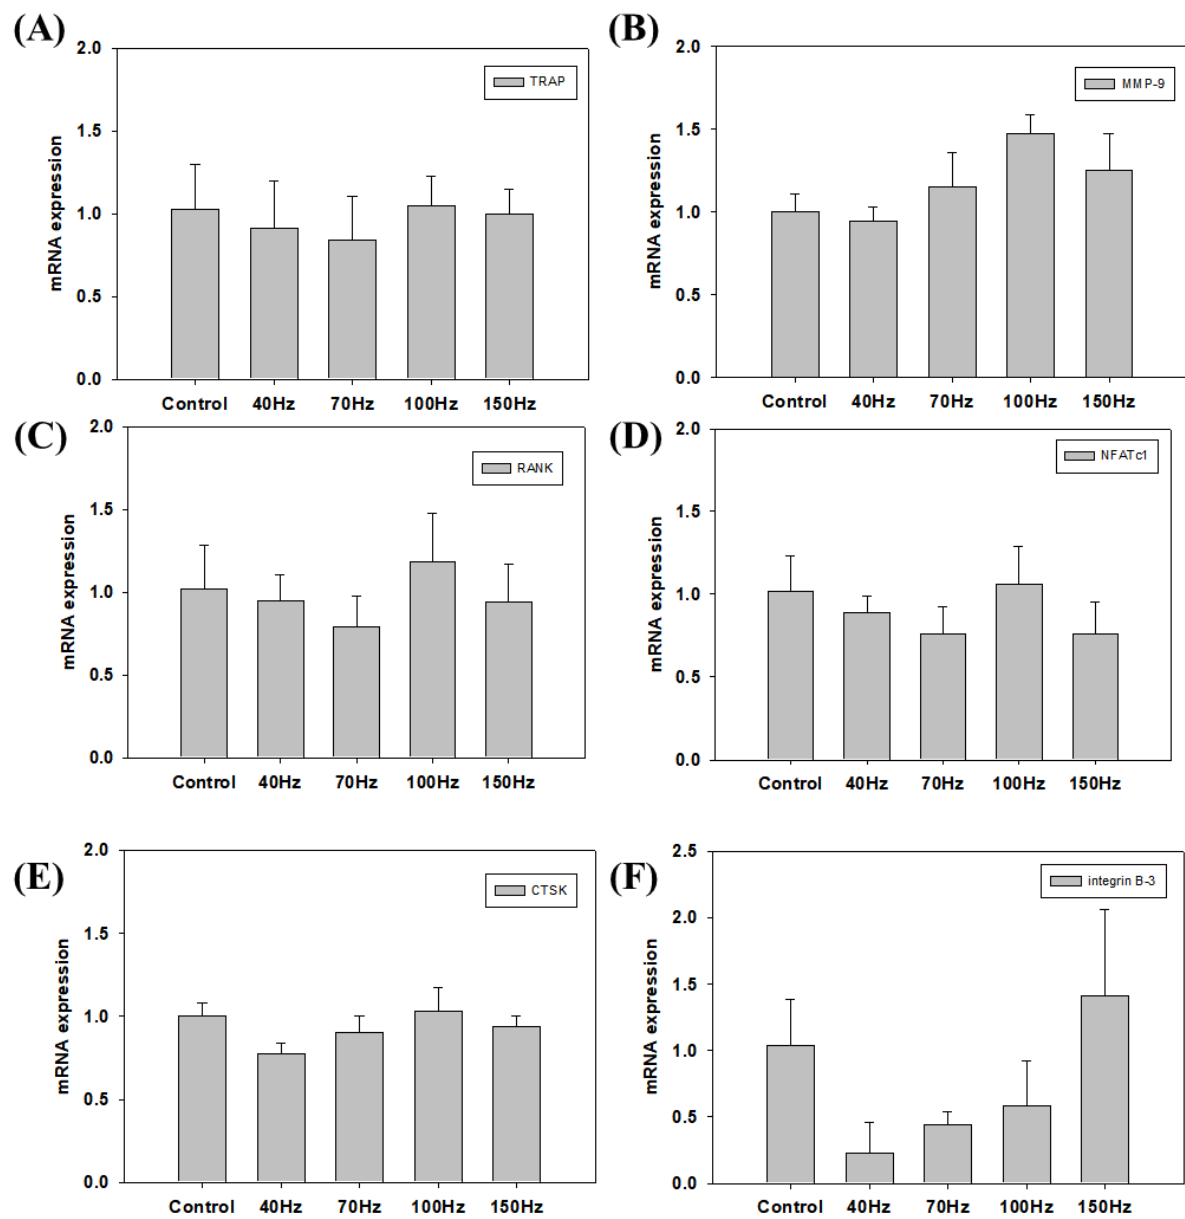 (A)
2.0
1.5
1.0
0.5
0.0
mRNA expression
TRAP
Control 40Hz 70Hz 100Hz 150Hz
(B)
2.0
1.5
1.0
0.5
0.0
mRNA expression
MMP-9
Control 40Hz 70Hz 100Hz 150Hz
(C)
2.0
1.5
1.0
0.5
0.0
mRNA expression
RANK
Control 40Hz 70Hz 100Hz 150Hz
(D)
2.0
1.5
1.0
0.5
0.0
mRNA expression
NFATc1
Control 40Hz 70Hz 100Hz 150Hz
(E)
2.0
1.5
1.0
0.5
0.0
mRNA expression
CTSK
Control 40Hz 70Hz 100Hz 150Hz
(F)
2.5
2.0
1.5
1.0
0.5
0.0
mRNA expression
integrin B-3
Control 40Hz 70Hz 100Hz 150Hz